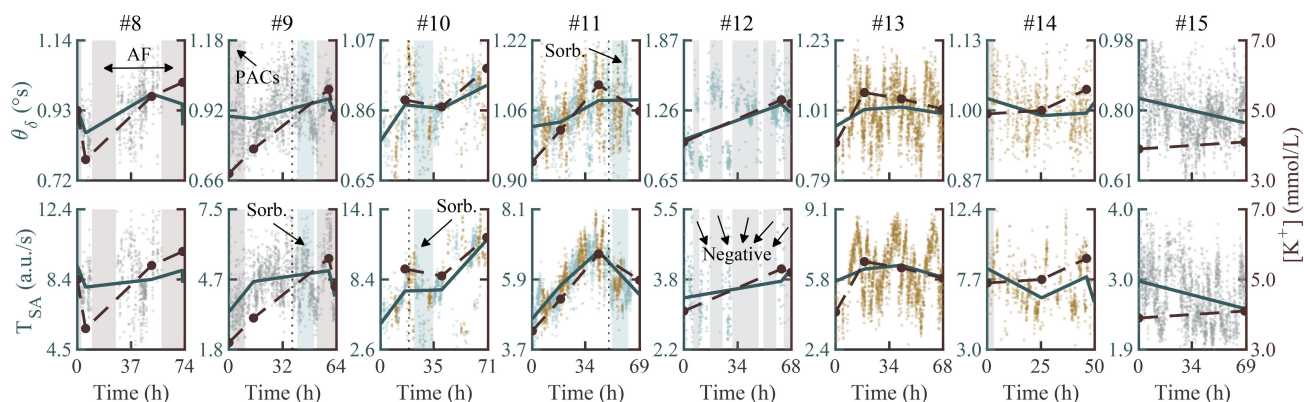 #8 #9 #10 #11 #12 #13 #14 #15
1.14 1.18 1.07 1.22 1.87 1.23 1.13 0.98 7.0
AF PACs Sorb.
0.93 0.92 0.86 1.06 1.26 1.01 1.00 0.80 5.0
0.72 0.66 0.65 0.90 0.65 0.79 0.87 0.61 3.0
θδ (°s)
12.4 7.5 14.1 8.1 5.5 9.1 12.4 4.0 7.0
Sorb. Sorb. Negative
8.4 4.7 8.4 5.9 3.8 5.8 7.7 3.0 5.0
4.5 1.8 2.6 3.7 2.2 2.4 3.0 1.9 3.0
TSA (a.u./s)
[K+] (mmol/L)
0 37 74 0 32 64 0 35 71 0 34 68 0 34 68 0 34 68 0 25 50 0 35 69
Time (h) Time (h) Time (h) Time (h) Time (h) Time (h) Time (h) Time (h)